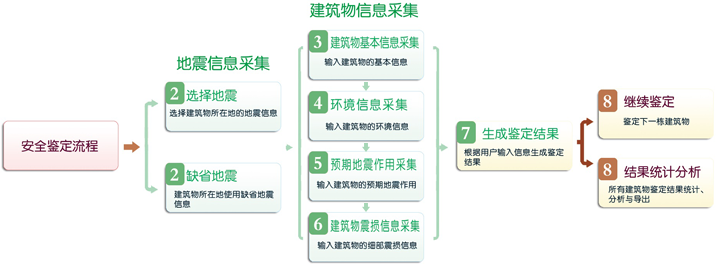 安全鉴定流程
地震信息采集
2 选择地震
选择建筑物所在地的地震信息
2 缺省地震
建筑物所在地使用缺省地震
信息
建筑物信息采集
3 建筑物基本信息采集
输入建筑物的基本信息
4 环境信息采集
输入建筑物的环境信息
5 预期地震作用采集
输入建筑物的预期地震作用
6 建筑物震损信息采集
输入建筑物的细部震损信息
7 生成鉴定结果
根据用户输入信息生成鉴定
结果
8 继续鉴定
鉴定下一栋建筑物
8 结果统计分析
所有建筑物鉴定结果统计、
分析与导出